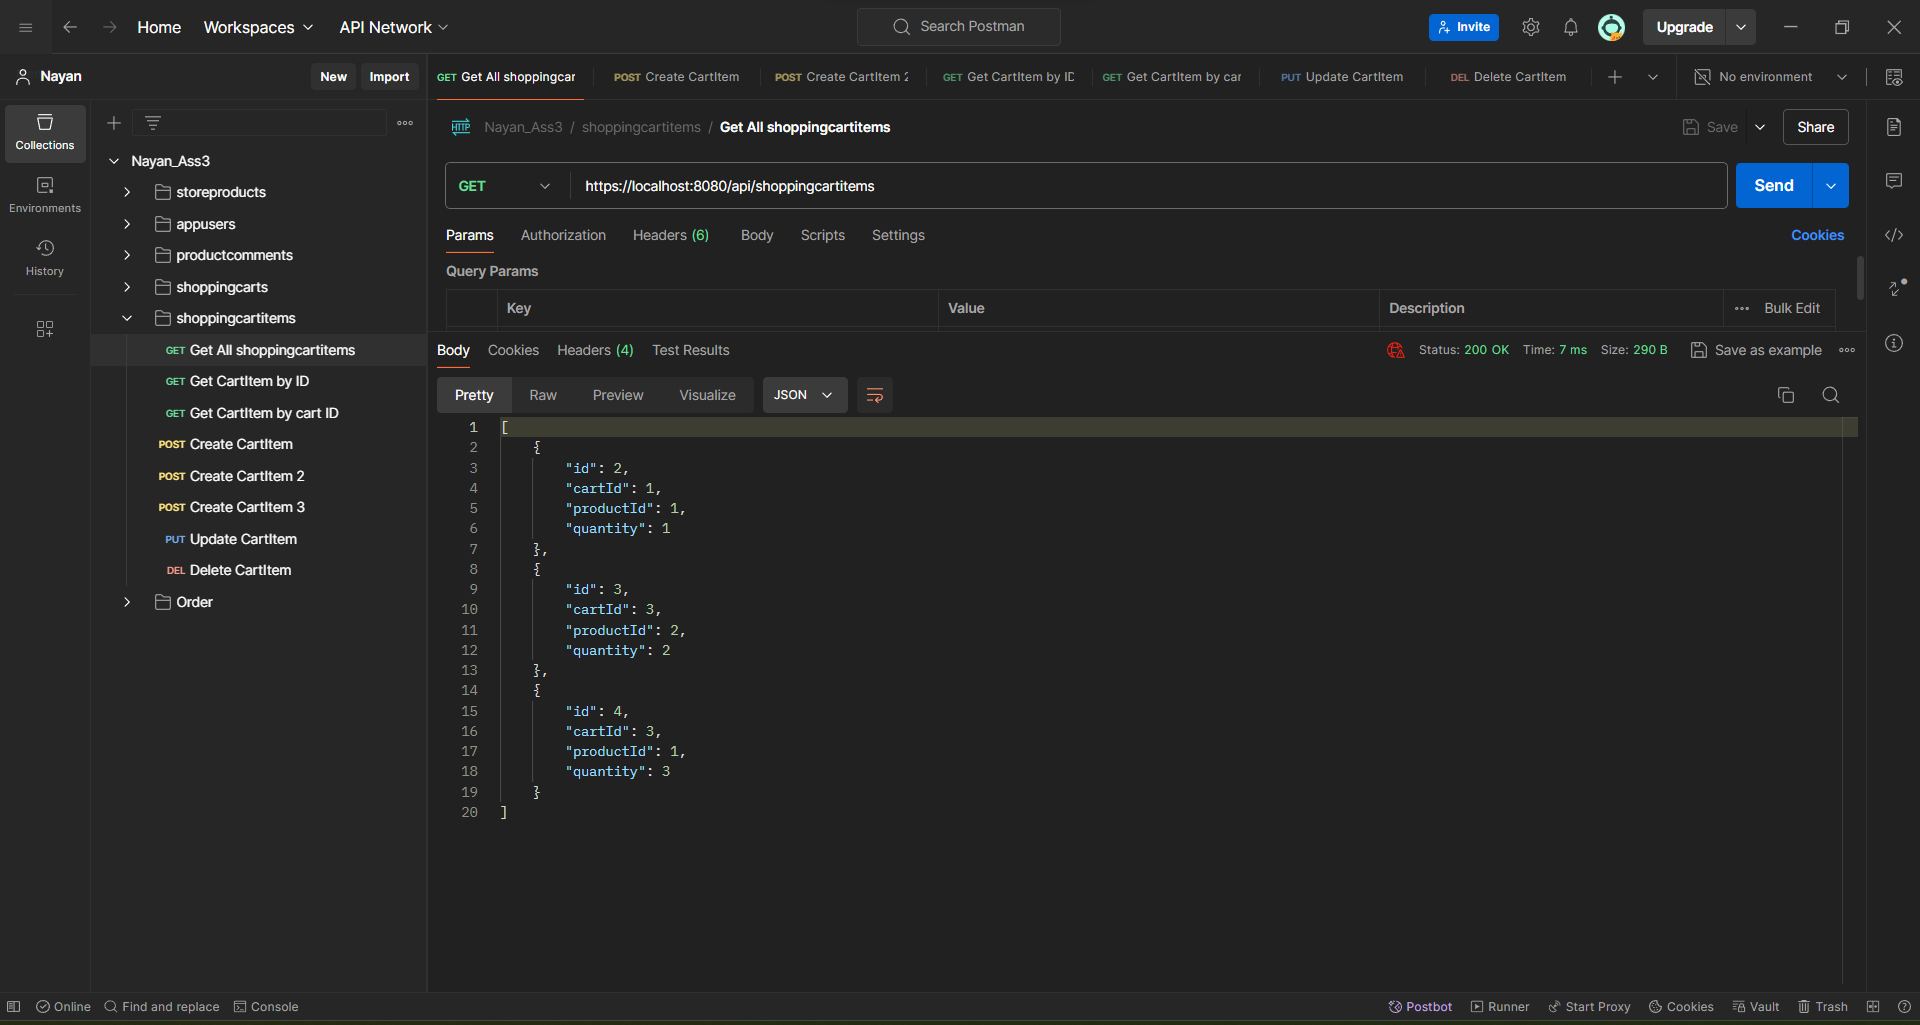 Home Workspaces API Network Search Postman Invite Upgrade
Nayan New Import
GET Get All shoppingcar POST Create CartItem POST Create CartItem 2 GET Get CartItem by ID GET Get CartItem by car PUT Update CartItem DEL Delete CartItem No environment
Collections
Environments
History
Nayan_Ass3
storeproducts
appusers
productcomments
shoppingcarts
shoppingcartitems
GET Get All shoppingcartitems
GET Get CartItem by ID
GET Get CartItem by cart ID
POST Create CartItem
POST Create CartItem 2
POST Create CartItem 3
PUT Update CartItem
DEL Delete CartItem
Order
HTTP Nayan_Ass3 / shoppingcartitems / Get All shoppingcartitems Save Share
GET https://localhost:8080/api/shoppingcartitems Send
Params Authorization Headers (6) Body Scripts Settings Cookies
Query Params
Key Value Description Bulk Edit
Body Cookies Headers (4) Test Results Status: 200 OK Time: 7 ms Size: 290 B Save as example
Pretty Raw Preview Visualize JSON
1 [
2 {
3 "id": 2,
4 "cartId": 1,
5 "productId": 1,
6 "quantity": 1
7 },
8 {
9 "id": 3,
10 "cartId": 3,
11 "productId": 2,
12 "quantity": 2
13 },
14 {
15 "id": 4,
16 "cartId": 3,
17 "productId": 1,
18 "quantity": 3
19 }
20 ]
Online Find and replace Console Postbot Runner Start Proxy Cookies Vault Trash